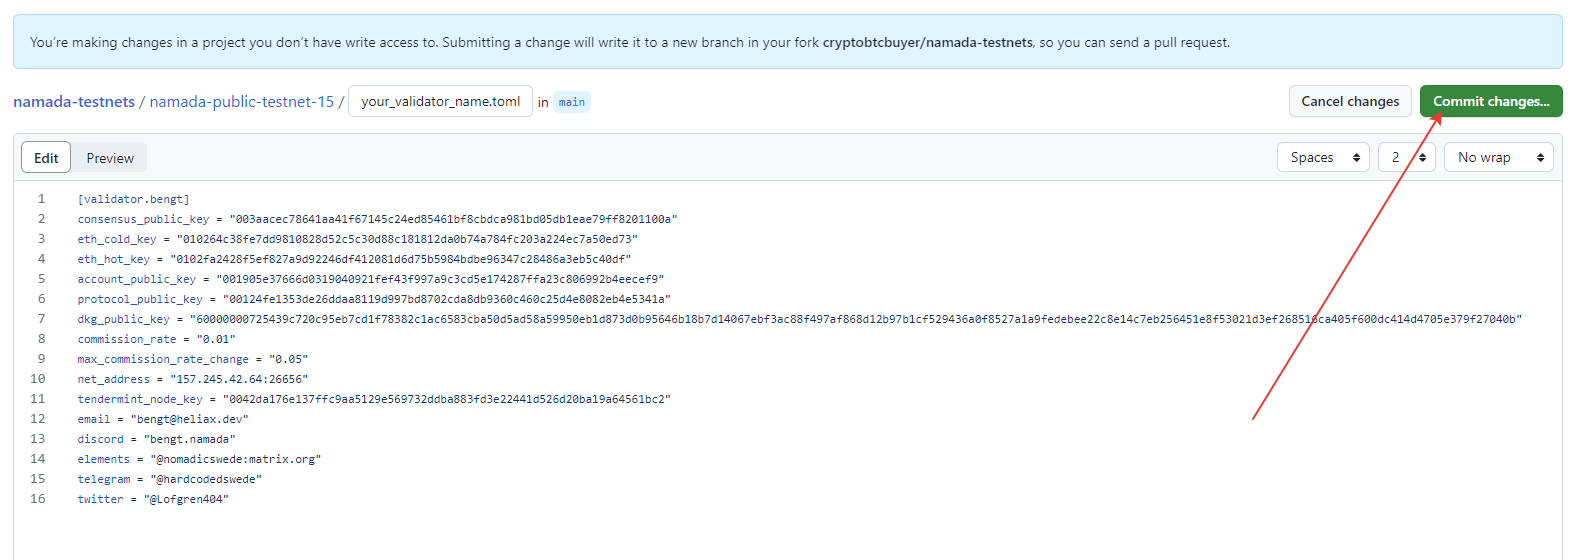 You're making changes in a project you don't have write access to. Submitting a change will write it to a new branch in your fork cryptobtcbuyer/namada-testnets, so you can send a pull request.
namada-testnets / namada-public-testnet-15 / your_validator_name.toml in main
Cancel changes
Commit changes...
Edit
Preview
Spaces
2
No wrap
1 [validator.bengt]
2 consensus_public_key = "003aacec78641aa41f67145c24ed85461bf8cbdca981bd05db1eae79ff8201100a"
3 eth_cold_key = "010264c38fe7dd9810828d52c5c30d88c181812da0b74a784fc203a224ec7a50ed73"
4 eth_hot_key = "0102fa2428f5ef827a9d92246df412081d6d75b5984bdbe96347c28486a3eb5c40df"
5 account_public_key = "001905e37666d0319040921fef43f997a9c3cd5e174287ffa23c806992b4eecef9"
6 protocol_public_key = "00124fe1353de26ddaa8119d997bd8702cda8db9360c460c25d4e8082eb4e5341a"
7 dkg_public_key = "60000000725439c720c95eb7cd1f78382c1ac6583cba50d5ad58a59950eb1d873d0b95646b18b7d14067ebf3ac88f497af868d12b97b1cf529436a0f8527a1a9fedebee22c8e14c7eb256451e8f53021d3ef268516ca405f600dc414d4705e379f27040b"
8 commission_rate = "0.01"
9 max_commission_rate_change = "0.05"
10 net_address = "157.245.42.64:26656"
11 tendermint_node_key = "0042da176e137ffc9aa5129e569732ddba883fd3e22441d526d20ba19a64561bc2"
12 email = "bengt@heliax.dev"
13 discord = "bengt.namada"
14 elements = "@nomadicswede:matrix.org"
15 telegram = "@hardcodedswede"
16 twitter = "@Lofgren404"